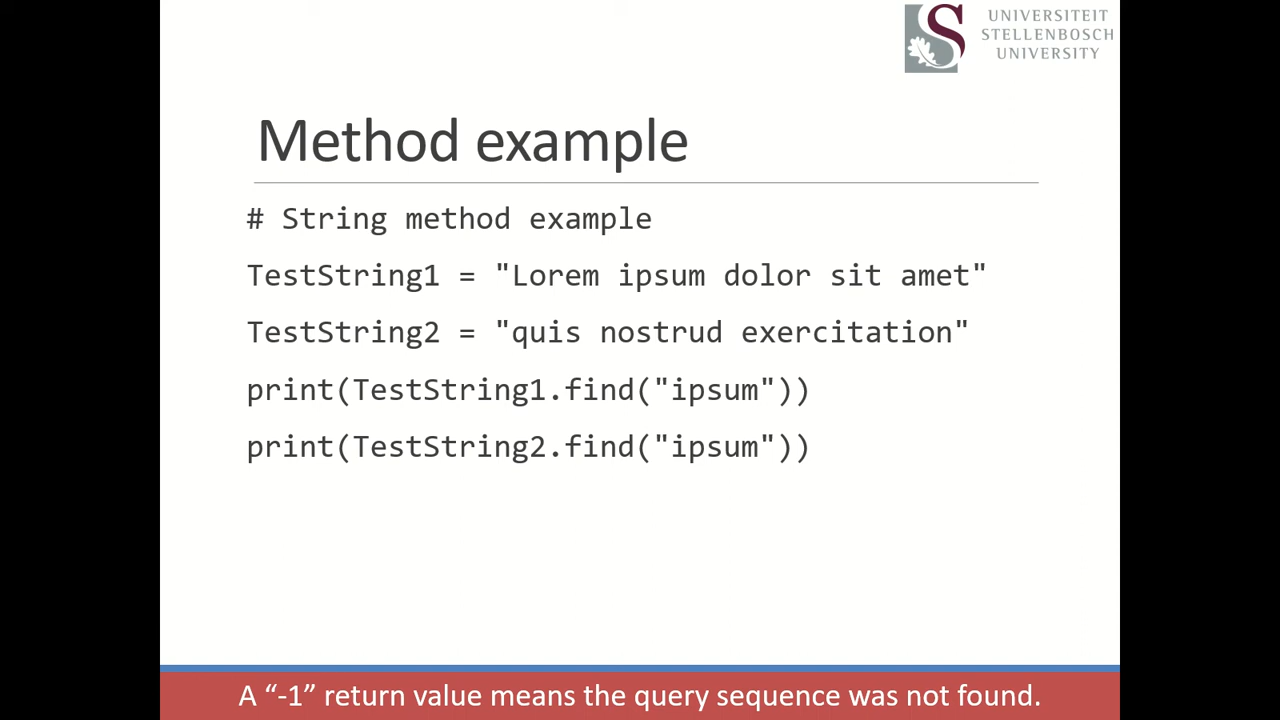 UNIVERSITEIT
STELLENBOSCH
UNIVERSITY
Method example
# String method example
TestString1 = "Lorem ipsum dolor sit amet"
TestString2 = "quis nostrud exercitation"
print(TestString1.find("ipsum"))
print(TestString2.find("ipsum"))
A “-1” return value means the query sequence was not found.